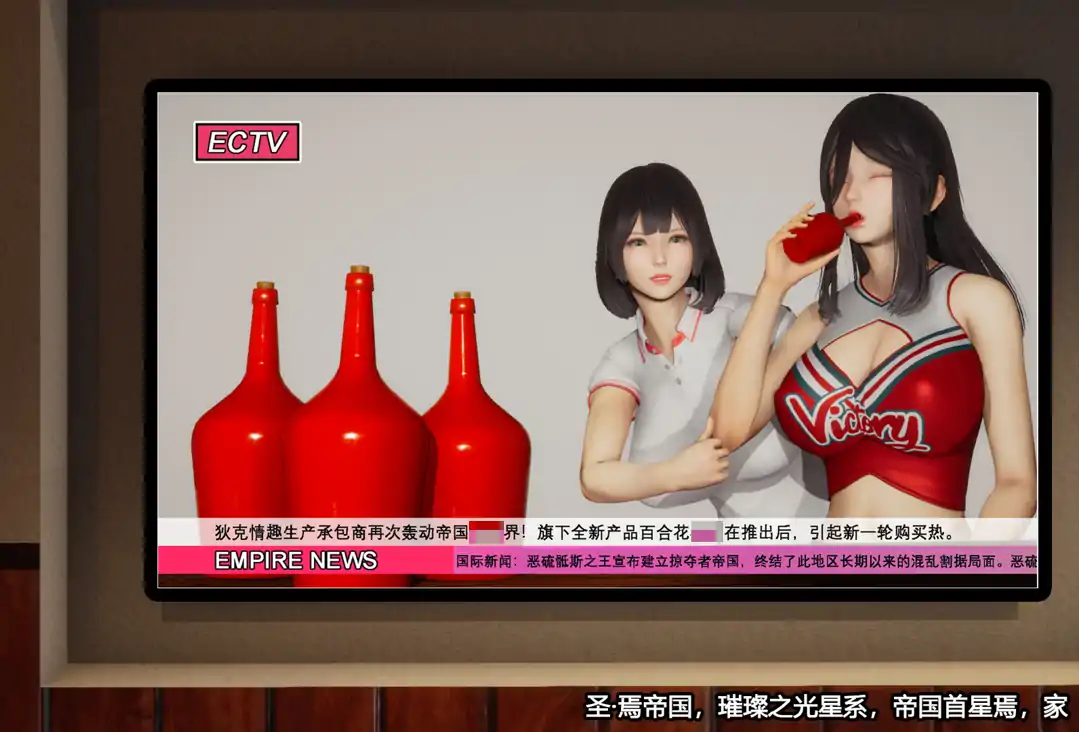 ECTV
Victory
狄克情趣生产承包商再次轰动帝国 界！旗下全新产品百合花 在推出后，引起新一轮购买热。
EMPIRE NEWS
国际新闻：恶硫骶斯之王宣布建立掠夺者帝国，终结了此地区长期以来的混乱割据局面。恶硫
圣·焉帝国，璀璨之光星系，帝国首星焉，家